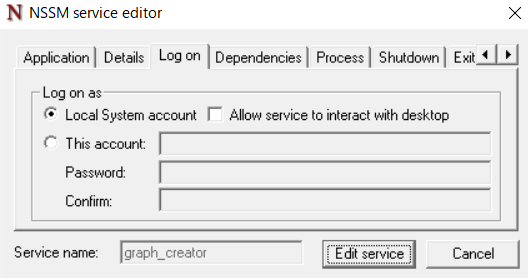 N NSSM service editor
Application Details Log on Dependencies Process Shutdown Exit
Log on as
Local System account Allow service to interact with desktop
This account:
Password:
Confirm:
Service name: graph_creator Edit service Cancel